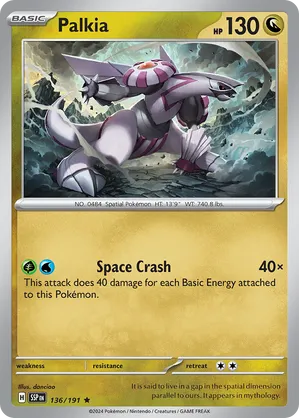 BASIC
Palkia
HP 130
NO. 0484 Spatial Pokémon HT: 13'9" WT: 740.8 lbs.
Space Crash 40×
This attack does 40 damage for each Basic Energy attached
to this Pokémon.
weakness resistance retreat
Illus. danciao
H SSP EN 136/191 ★
It is said to live in a gap in the spatial dimension
parallel to ours. It appears in mythology.
©2024 Pokémon / Nintendo / Creatures / GAME FREAK